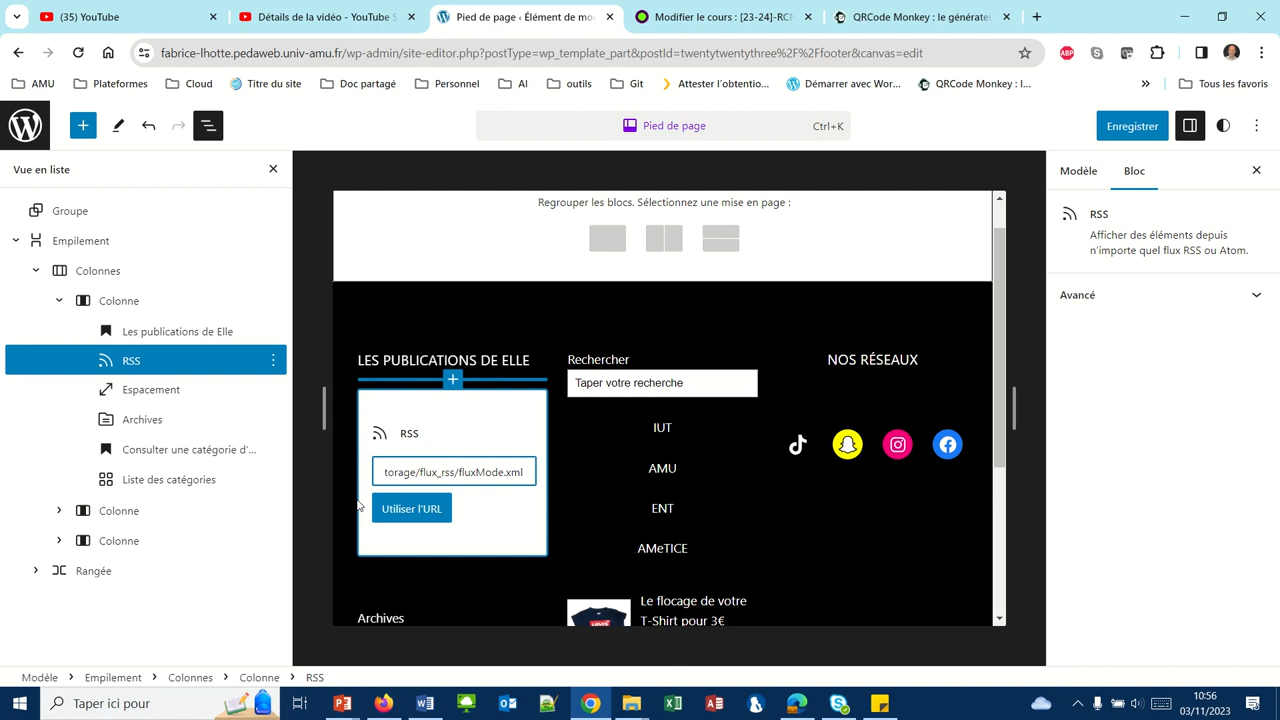 (35) YouTube
Détails de la vidéo - YouTube S
Pied de page ‹ Élément de mo
Modifier le cours : [23-24]-RCN
QRCode Monkey : le générateu
fabrice-lhotte.pedaweb.univ-amu.fr/wp-admin/site-editor.php?postType=wp_template_part&postId=twentytwentythree%2F%2Ffooter&canvas=edit
ABP
AMU
Plateformes
Cloud
Titre du site
Doc partagé
Personnel
AI
outils
Git
Attester l'obtention...
Démarrer avec Wor...
QRCode Monkey : l...
»
Tous les favoris
Pied de page
Ctrl+K
Enregistrer
Vue en liste
Groupe
Empilement
Colonnes
Colonne
Les publications de Elle
RSS
Espacement
Archives
Consulter une catégorie d'...
Liste des catégories
Colonne
Colonne
Rangée
Regrouper les blocs. Sélectionnez une mise en page :
LES PUBLICATIONS DE ELLE
RSS
torage/flux_rss/fluxMode.xml
Utiliser l'URL
Archives
Rechercher
Taper votre recherche
IUT
AMU
ENT
AMeTICE
Le flocage de votre
T-Shirt pour 3€
NOS RÉSEAUX
Modèle
Bloc
RSS
Afficher des éléments depuis
n'importe quel flux RSS ou Atom.
Avancé
Modèle > Empilement > Colonnes > Colonne > RSS
Taper ici pour
10:56
03/11/2023